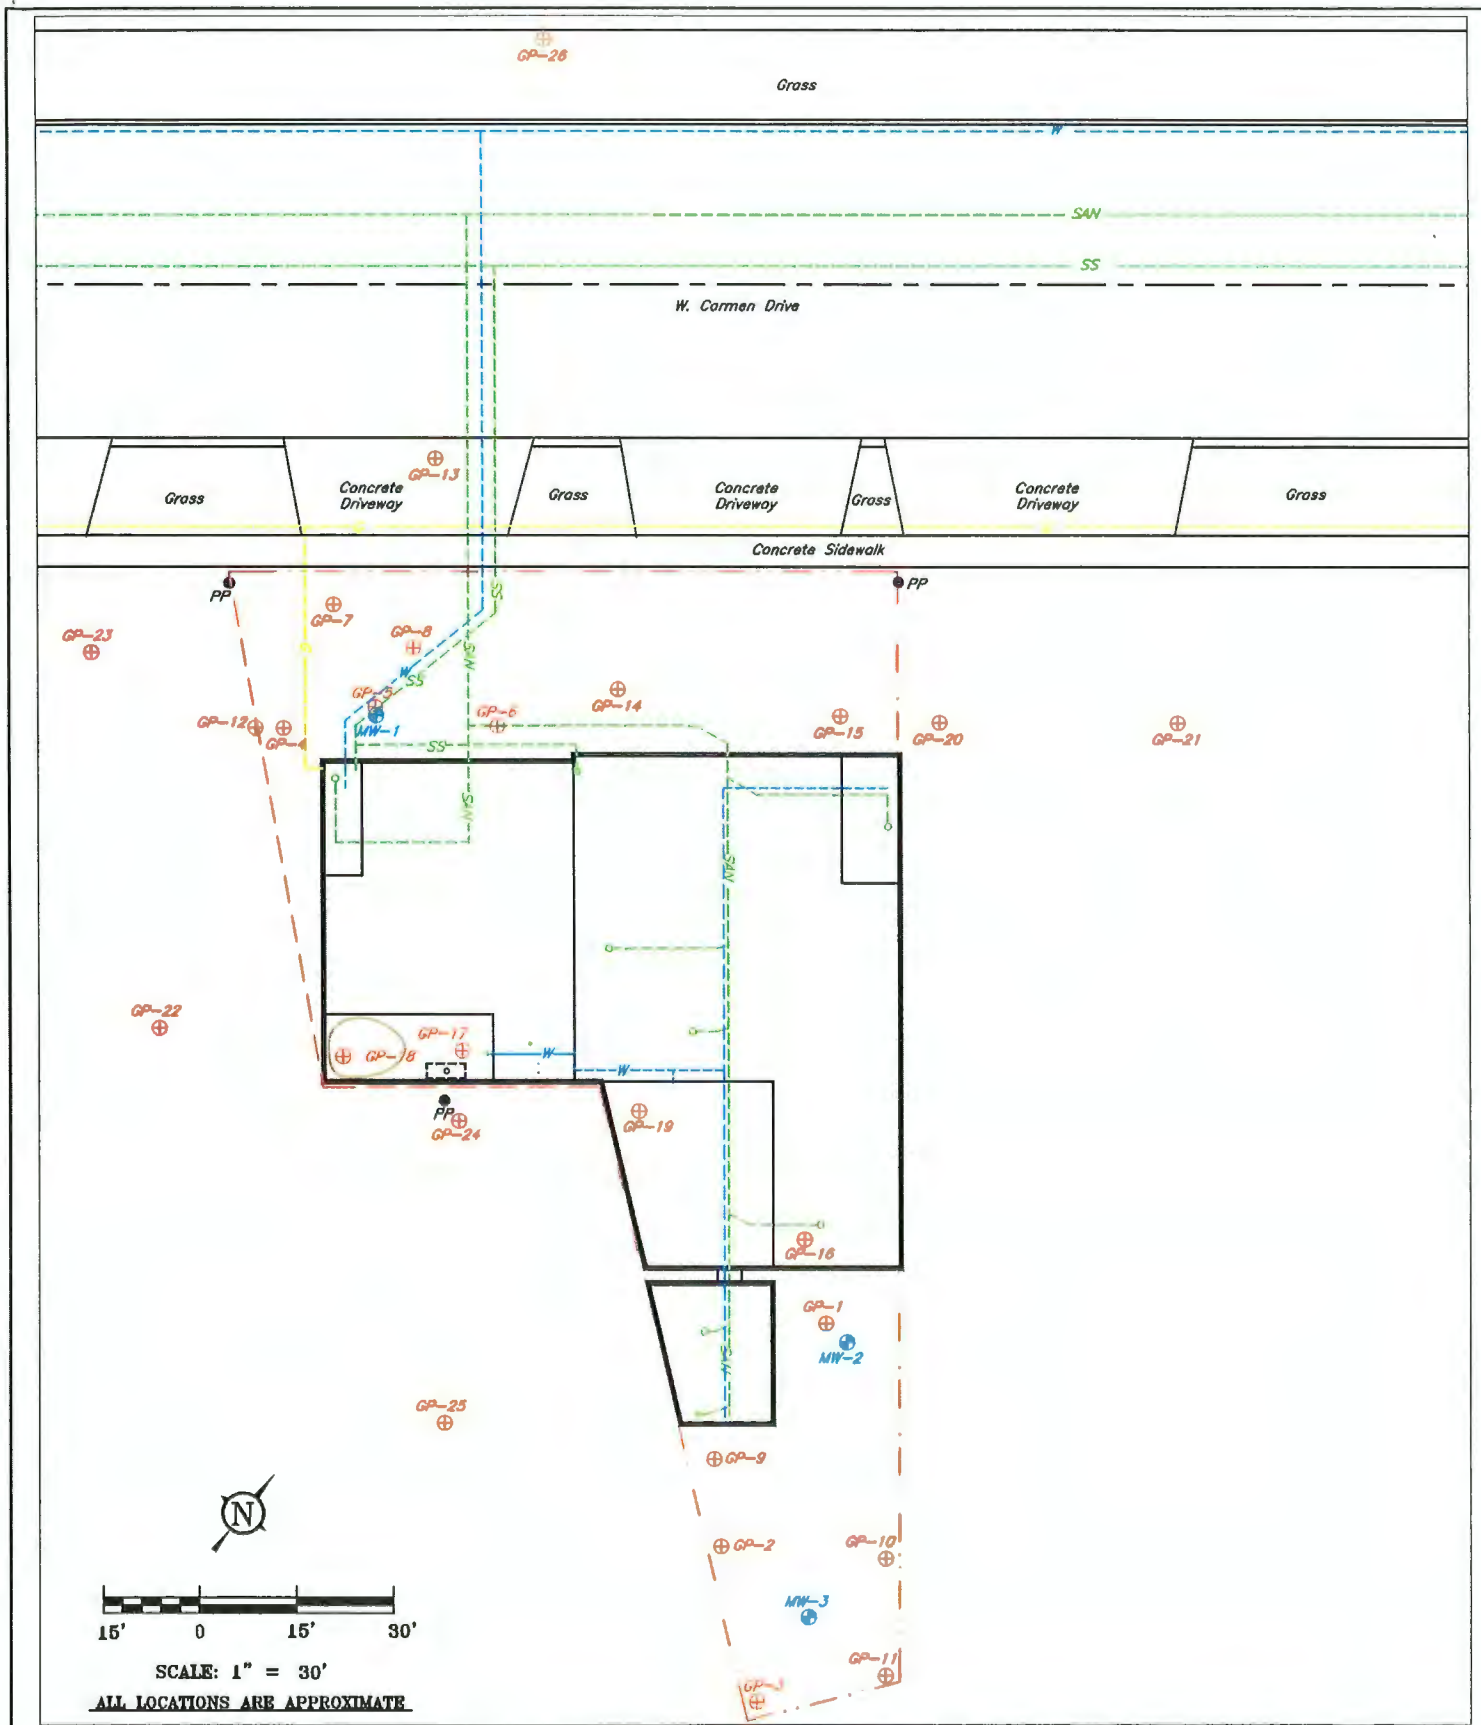 GP-26
Grass
W
SAN
SS
W. Carmen Drive
GP-13
Grass
Concrete
Driveway
Grass
Concrete
Driveway
Grass
Concrete
Driveway
Grass
G
G
Concrete Sidewalk
PP
PP
SS
GP-7
GP-23
GP-8
G
SAN
W
SS
GP-5
GP-14
GP-12
GP-4
MW-1
GP-6
GP-15
GP-20
GP-21
SS
SAN
SAN
GP-22
GP-17
GP-18
W
W
PP
GP-24
GP-19
GP-16
GP-1
MW-2
SAN
GP-25
GP-9
N
GP-2
GP-10
MW-3
15' 0 15' 30'
SCALE: 1" = 30'
GP-11
GP-3
ALL LOCATIONS ARE APPROXIMATE